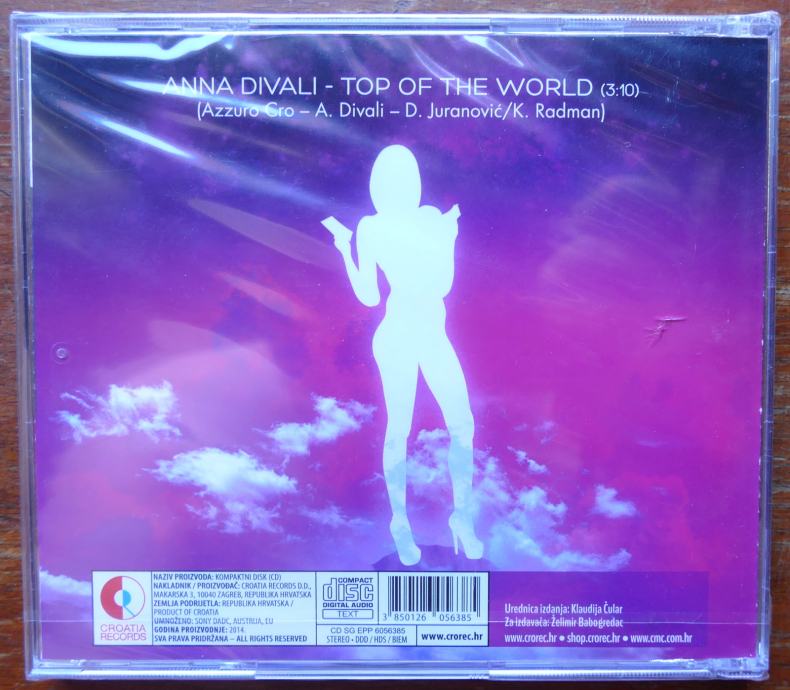 ANNA DIVALI - TOP OF THE WORLD (3:10)
(Azzuro Cro – A. Divali – D. Juranović/K. Radman)
CROATIA
RECORDS
NAZIV PROIZVODA: KOMPAKTNI DISK (CD)
NAKLADNIK / PROIZVOĐAČ: CROATIA RECORDS D.D.,
MAKARSKA 3, 10040 ZAGREB, REPUBLIKA HRVATSKA
ZEMLJA PODRIJETLA: REPUBLIKA HRVATSKA /
PRODUCT OF CROATIA
UMNOŽENO: SONY DADC, AUSTRIJA, EU
GODINA PROIZVODNJE: 2014.
SVA PRAVA PRIDRŽANA – ALL RIGHTS RESERVED
COMPACT
disc
DIGITAL AUDIO
TEXT
CD SG EPP 6056385
STEREO • DDD / HDS / BIEM
3 850126 056385
www.crorec.hr
Urednica izdanja: Klaudija Čular
Za izdavača: Želimir Babogredac
www.crorec.hr • shop.crorec.hr • www.cmc.com.hr